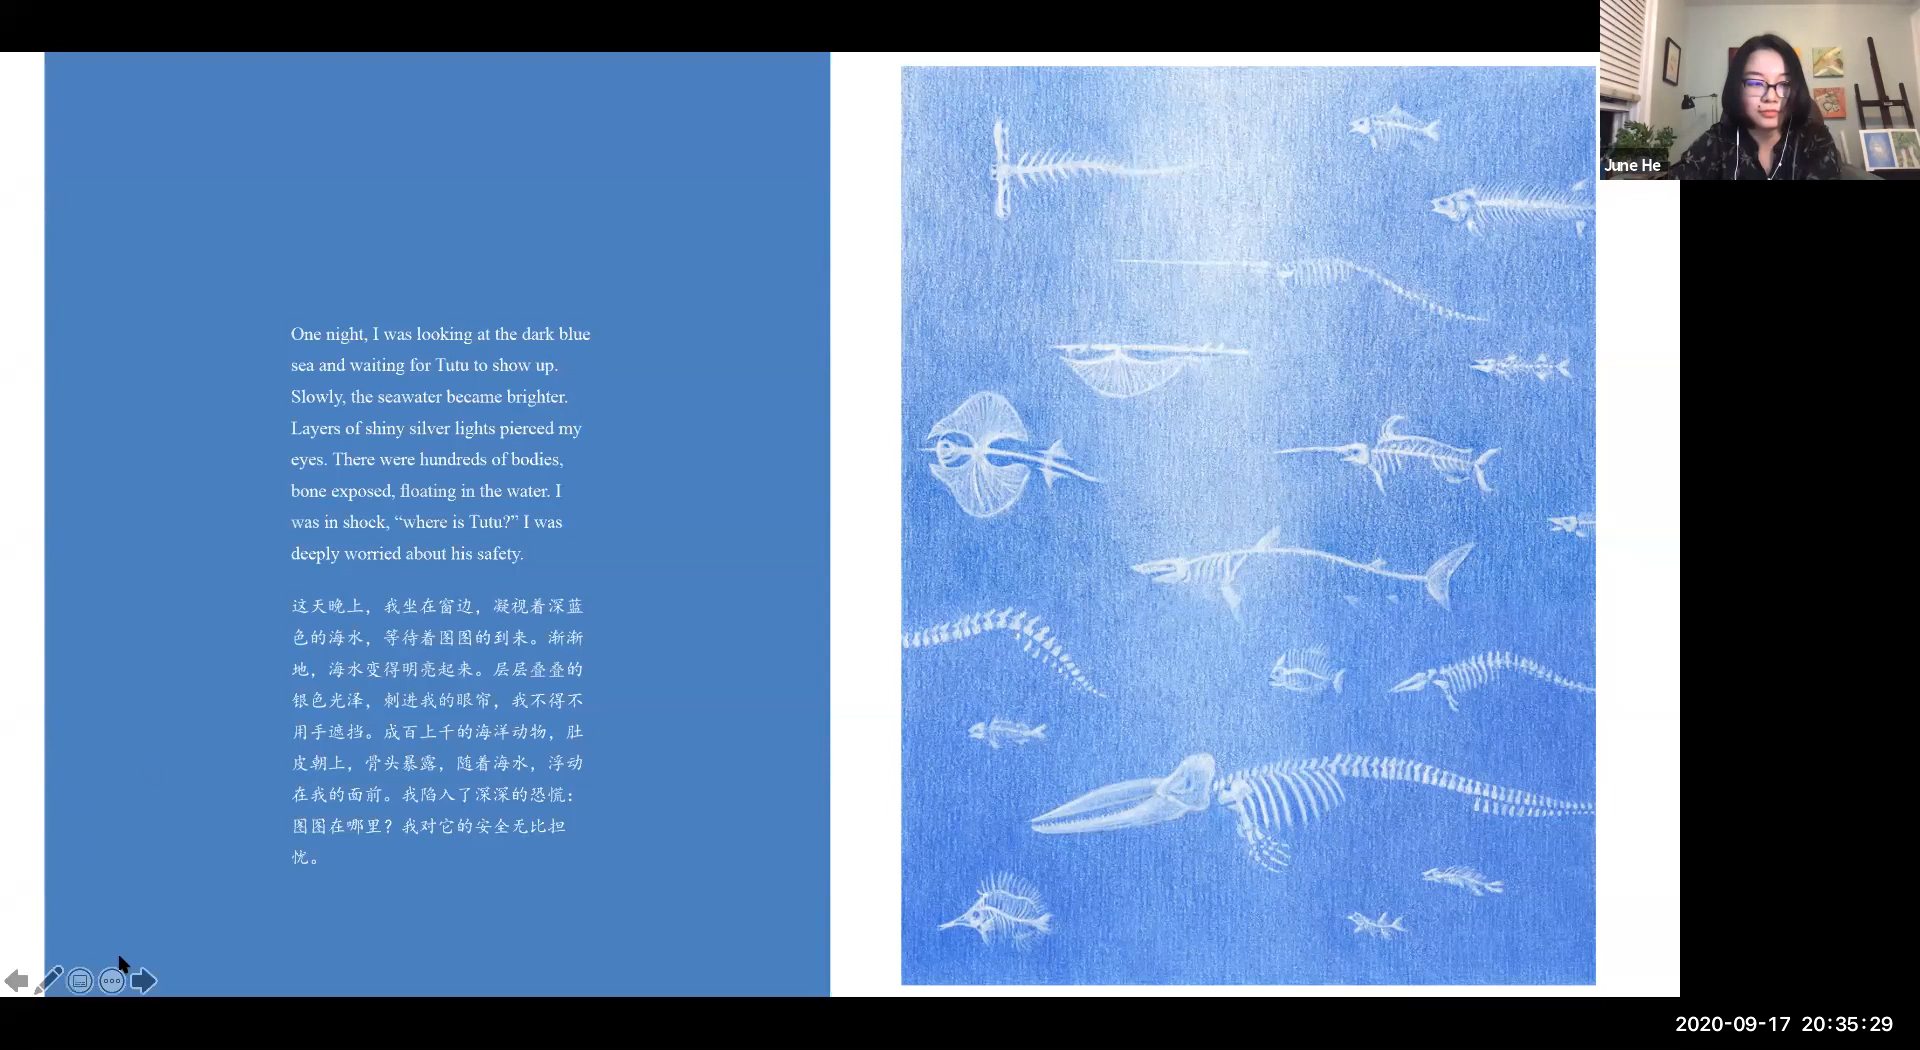 One night, I was looking at the dark blue
sea and waiting for Tutu to show up.
Slowly, the seawater became brighter.
Layers of shiny silver lights pierced my
eyes. There were hundreds of bodies,
bone exposed, floating in the water. I
was in shock, “where is Tutu?” I was
deeply worried about his safety.
这天晚上，我坐在窗边，凝视着深蓝
色的海水，等待着图图的到来。渐渐
地，海水变得明亮起来。层层叠叠的
银色光泽，刺进我的眼帘，我不得不
用手遮挡。成百上千的海洋动物，肚
皮朝上，骨头暴露，随着海水，浮动
在我的面前。我陷入了深深的恐慌：
图图在哪里？我对它的安全无比担
忧。
June He
2020-09-17 20:35:29